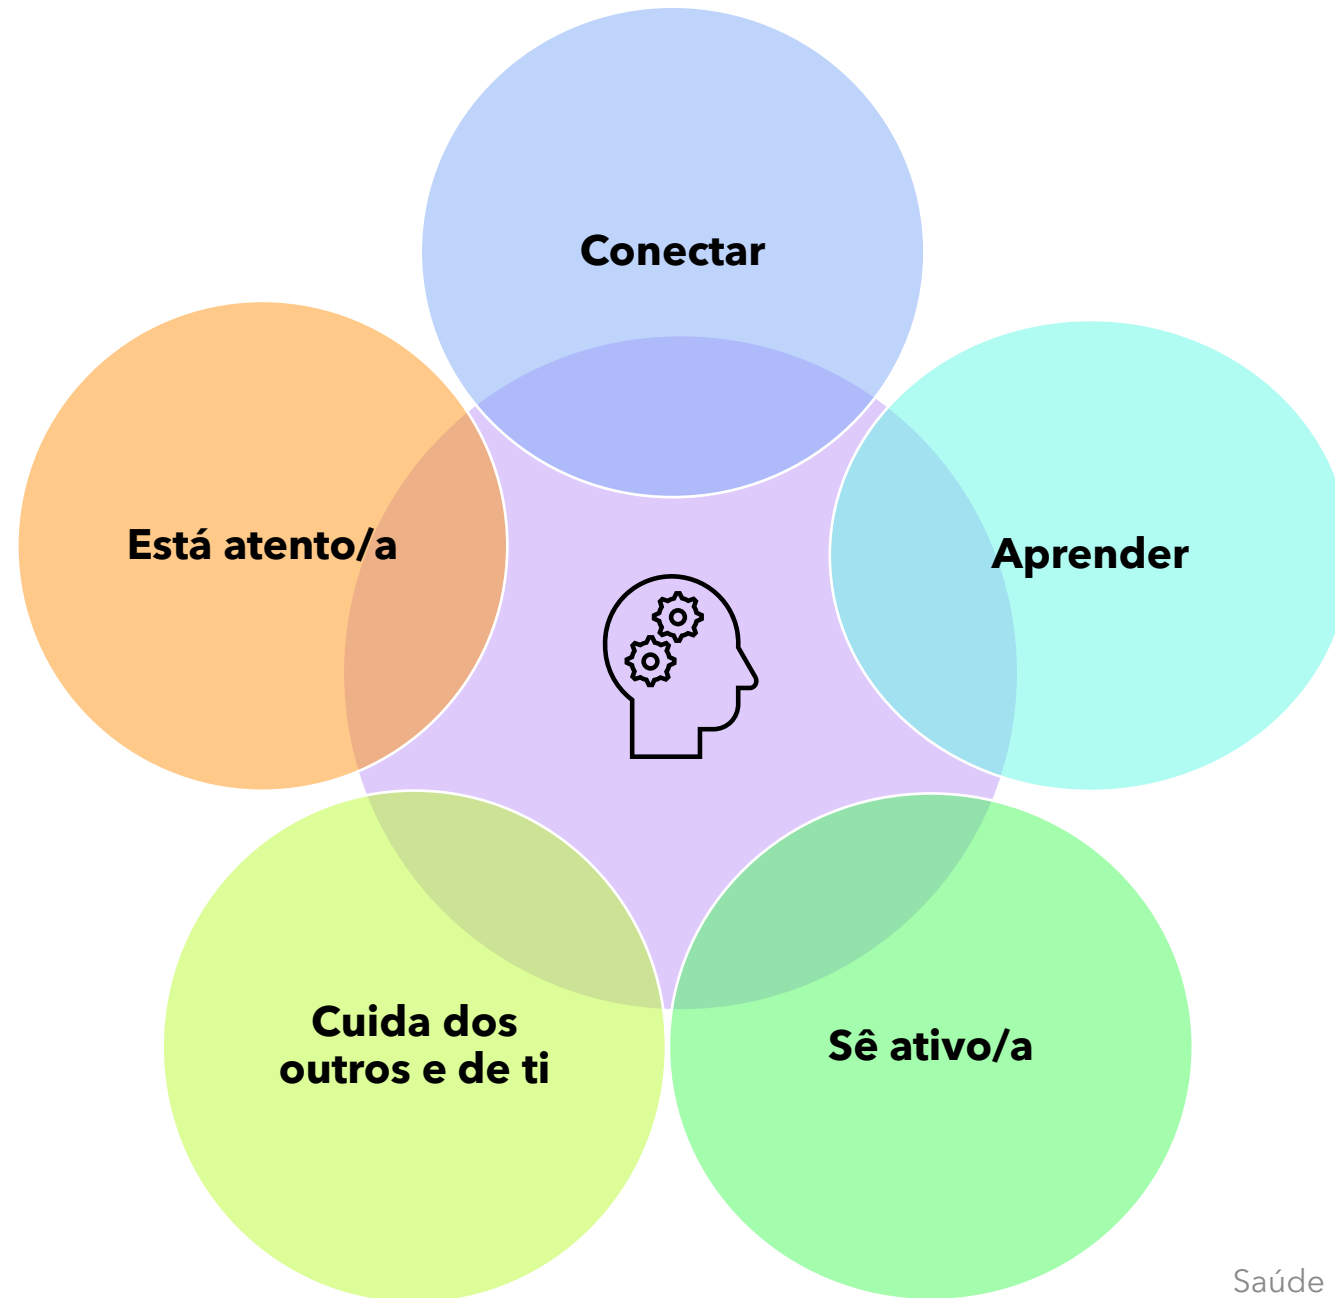 Conectar
Está atento/a
Aprender
Cuida dos
outros e de ti
Sê ativo/a
Saúde